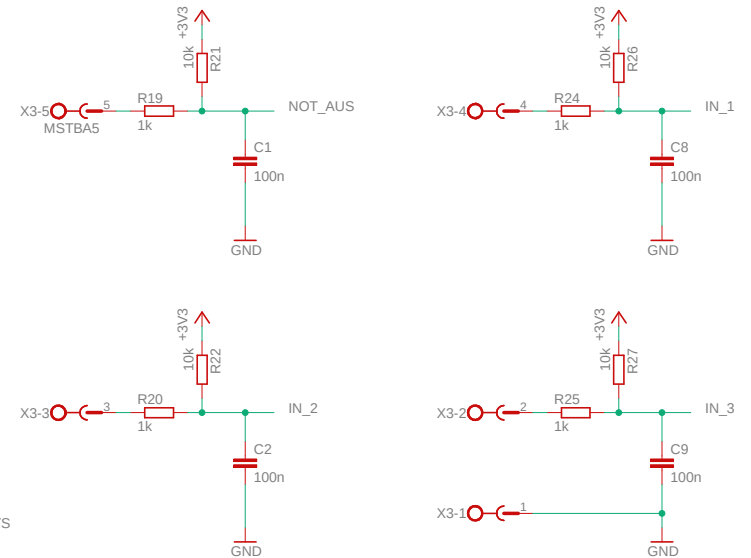 +3V3
10k
R21
X3-5
5
MSTBA5
R19
1k
NOT_AUS
C1
100n
GND
+3V3
10k
R26
X3-4
4
R24
1k
IN_1
C8
100n
GND
+3V3
10k
R22
X3-3
3
R20
1k
IN_2
C2
100n
GND
+3V3
10k
R27
X3-2
2
R25
1k
IN_3
C9
100n
X3-1
1
GND